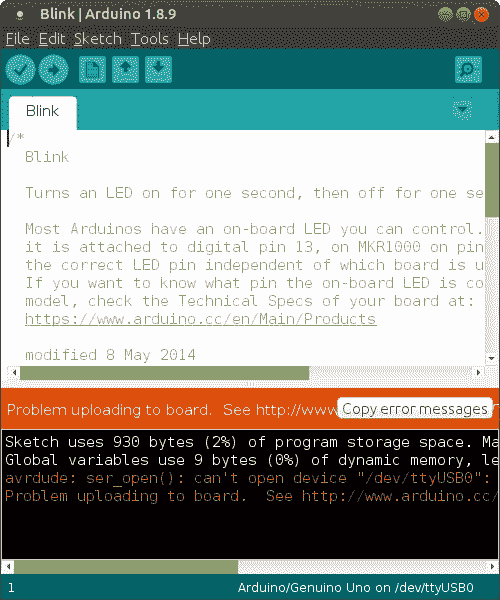 Blink | Arduino 1.8.9
File Edit Sketch Tools Help
Blink
/*
Blink
Turns an LED on for one second, then off for one se
Most Arduinos have an on-board LED you can control.
it is attached to digital pin 13, on MKR1000 on pin
the correct LED pin independent of which board is u
If you want to know what pin the on-board LED is co
model, check the Technical Specs of your board at:
https://www.arduino.cc/en/Main/Products
modified 8 May 2014
Problem uploading to board. See http://www. Copy error messages
Sketch uses 930 bytes (2%) of program storage space. Ma
Global variables use 9 bytes (0%) of dynamic memory, le
avrdude: ser_open(): can't open device "/dev/ttyUSB0":
Problem uploading to board. See http://www.arduino.cc/
1 Arduino/Genuino Uno on /dev/ttyUSB0